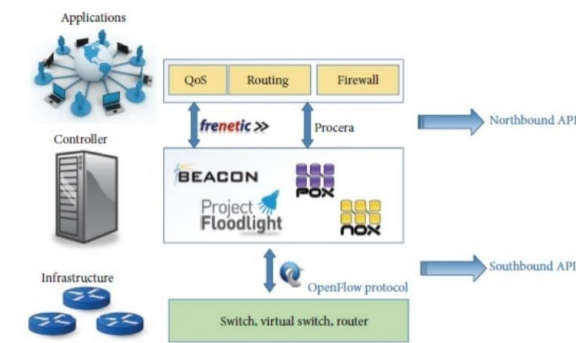 Applications
QoS
Routing
Firewall
frenetic >>
Procera
Northbound API
Controller
BEACON
POX
Project
Floodlight
NOX
Southbound API
Infrastructure
OpenFlow protocol
Switch, virtual switch, router